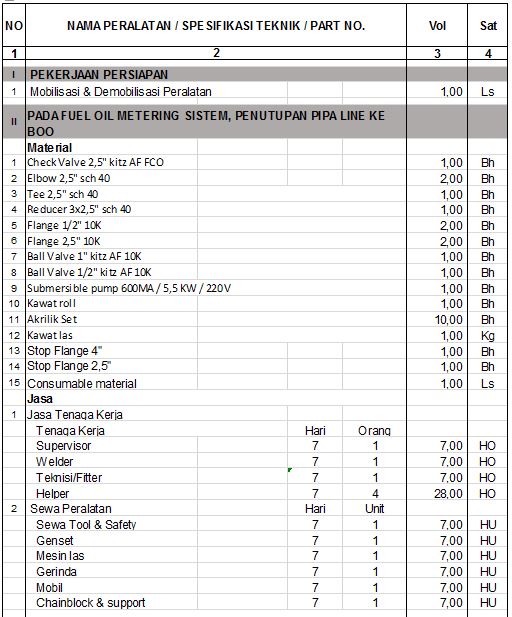 NO NAMA PERALATAN / SPESIFIKASI TEKNIK / PART NO. Vol Sat
1 2 3 4
I PEKERJAAN PERSIAPAN
1 Mobilisasi & Demobilisasi Peralatan 1,00 Ls
II PADA FUEL OIL METERING SISTEM, PENUTUPAN PIPA LINE KE
BOO
Material
1 Check Valve 2,5" kitz AF FCO 1,00 Bh
2 Elbow 2,5" sch 40 2,00 Bh
3 Tee 2,5" sch 40 1,00 Bh
4 Reducer 3x2,5" sch 40 1,00 Bh
5 Flange 1/2" 10K 2,00 Bh
6 Flange 2,5" 10K 2,00 Bh
7 Ball Valve 1" kitz AF 10K 1,00 Bh
8 Ball Valve 1/2" kitz AF 10K 1,00 Bh
9 Submersible pump 600MA / 5,5 KW / 220V 1,00 Bh
10 Kawat roll 1,00 Bh
11 Akrilik Set 10,00 Bh
12 Kawat las 1,00 Kg
13 Stop Flange 4" 1,00 Bh
14 Stop Flange 2,5" 1,00 Bh
15 Consumable material 1,00 Ls
Jasa
1 Jasa Tenaga Kerja
Tenaga Kerja Hari Orang
Supervisor 7 1 7,00 HO
Welder 7 1 7,00 HO
Teknisi/Fitter 7 1 7,00 HO
Helper 7 4 28,00 HO
2 Sewa Peralatan Hari Unit
Sewa Tool & Safety 7 1 7,00 HU
Genset 7 1 7,00 HU
Mesin las 7 1 7,00 HU
Gerinda 7 1 7,00 HU
Mobil 7 1 7,00 HU
Chainblock & support 7 1 7,00 HU